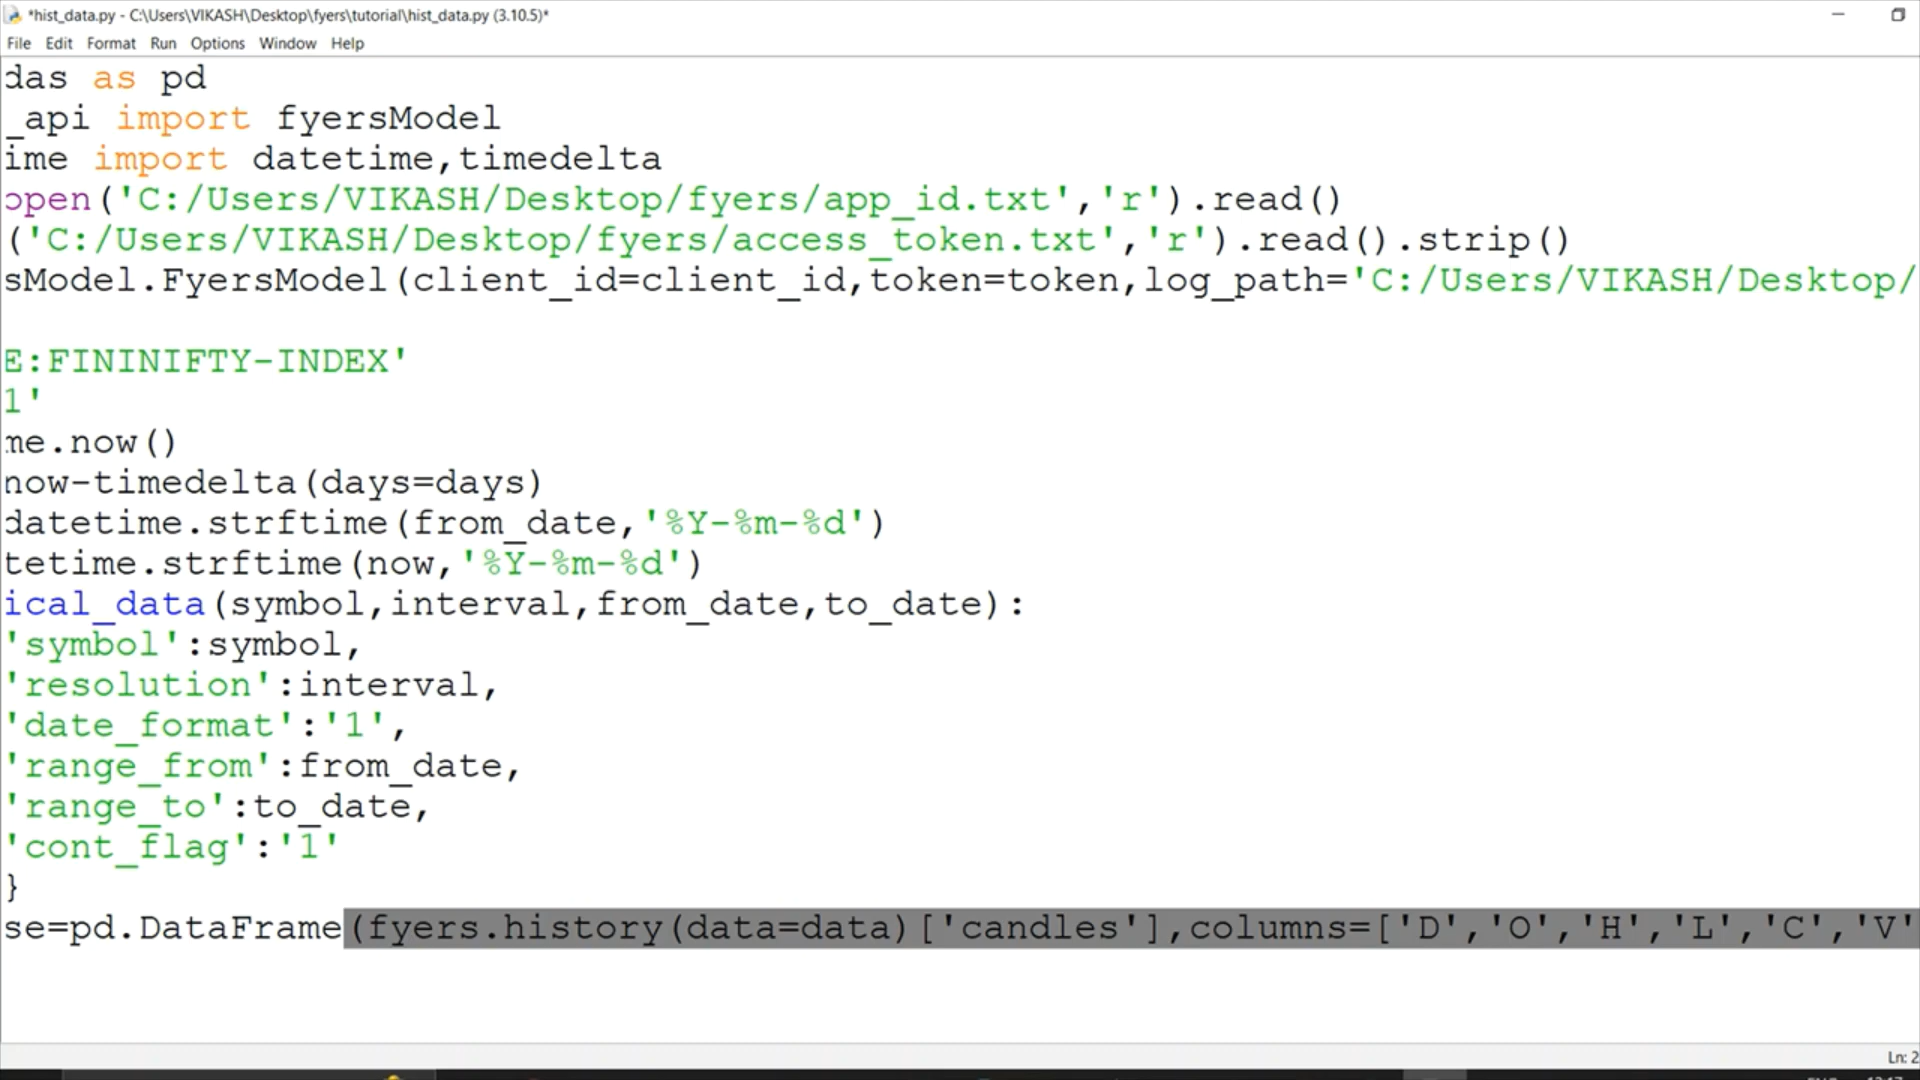 *hist_data.py - C:\Users\VIKASH\Desktop\fyers\tutorial\hist_data.py (3.10.5)*
File Edit Format Run Options Window Help
das as pd
_api import fyersModel
ime import datetime,timedelta
open('C:/Users/VIKASH/Desktop/fyers/app_id.txt','r').read()
('C:/Users/VIKASH/Desktop/fyers/access_token.txt','r').read().strip()
sModel.FyersModel(client_id=client_id,token=token,log_path='C:/Users/VIKASH/Desktop/
E:FININIFTY-INDEX'
1'
me.now()
now-timedelta(days=days)
datetime.strftime(from_date,'%Y-%m-%d')
tetime.strftime(now,'%Y-%m-%d')
ical_data(symbol,interval,from_date,to_date):
'symbol':symbol,
'resolution':interval,
'date_format':'1',
'range_from':from_date,
'range_to':to_date,
'cont_flag':'1'
}
se=pd.DataFrame(fyers.history(data=data)['candles'],columns=['D','O','H','L','C','V'
Ln: 2